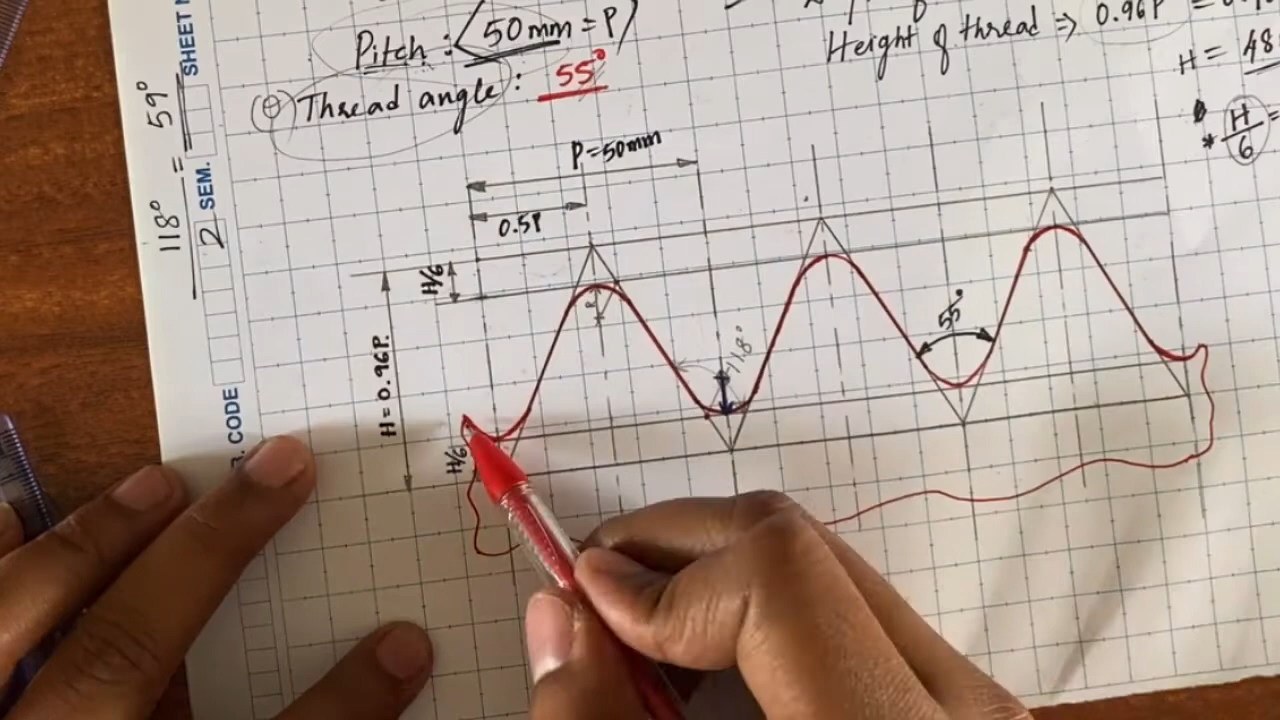 Pitch : (50mm = P)
(θ) Thread angle : 55°
Height of thread ⇒ 0.96P
H = 48
* H/6 =
SHEET
118° = 59°
2
SEM.
CODE
P=50mm
0.5P
H/6
H = 0.96P.
H/6
R
118°
55°